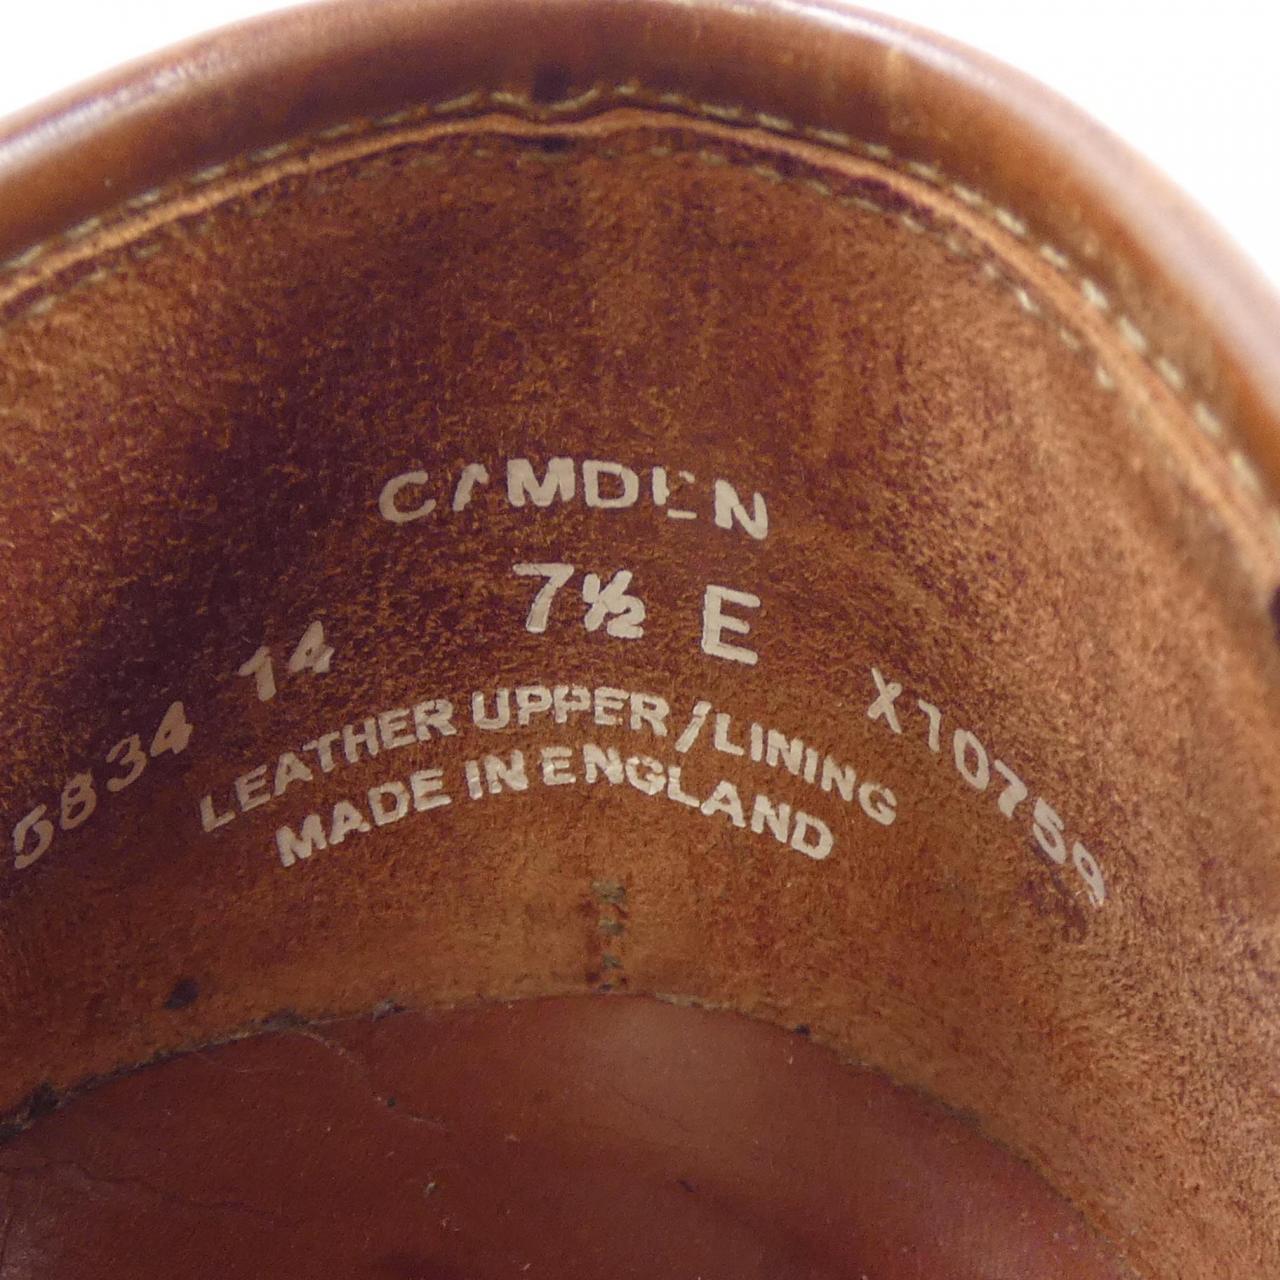 CAMDEN
7½ E
5834 14
X10759
LEATHER UPPER/LINING
MADE IN ENGLAND